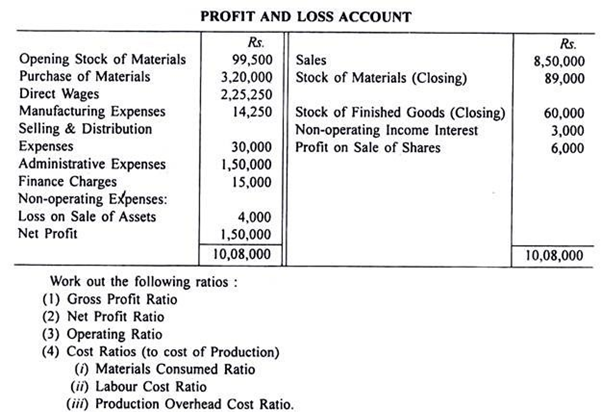 PROFIT AND LOSS ACCOUNT
Rs. Rs.
Opening Stock of Materials 99,500 Sales 8,50,000
Purchase of Materials 3,20,000 Stock of Materials (Closing) 89,000
Direct Wages 2,25,250
Manufacturing Expenses 14,250 Stock of Finished Goods (Closing) 60,000
Selling & Distribution Non-operating Income Interest 3,000
Expenses 30,000 Profit on Sale of Shares 6,000
Administrative Expenses 1,50,000
Finance Charges 15,000
Non-operating Expenses:
Loss on Sale of Assets 4,000
Net Profit 1,50,000
10,08,000 10,08,000
Work out the following ratios :
(1) Gross Profit Ratio
(2) Net Profit Ratio
(3) Operating Ratio
(4) Cost Ratios (to cost of Production)
(i) Materials Consumed Ratio
(ii) Labour Cost Ratio
(iii) Production Overhead Cost Ratio.